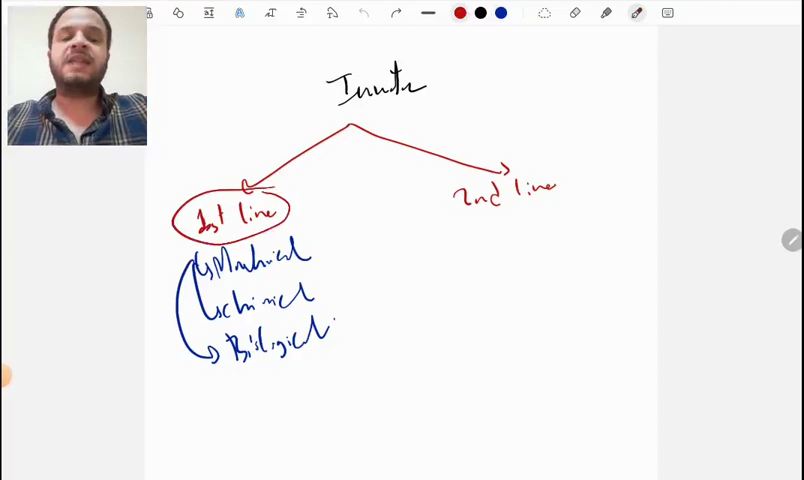 Innate
1st line
2nd line
Mechanical
chemical
Biological